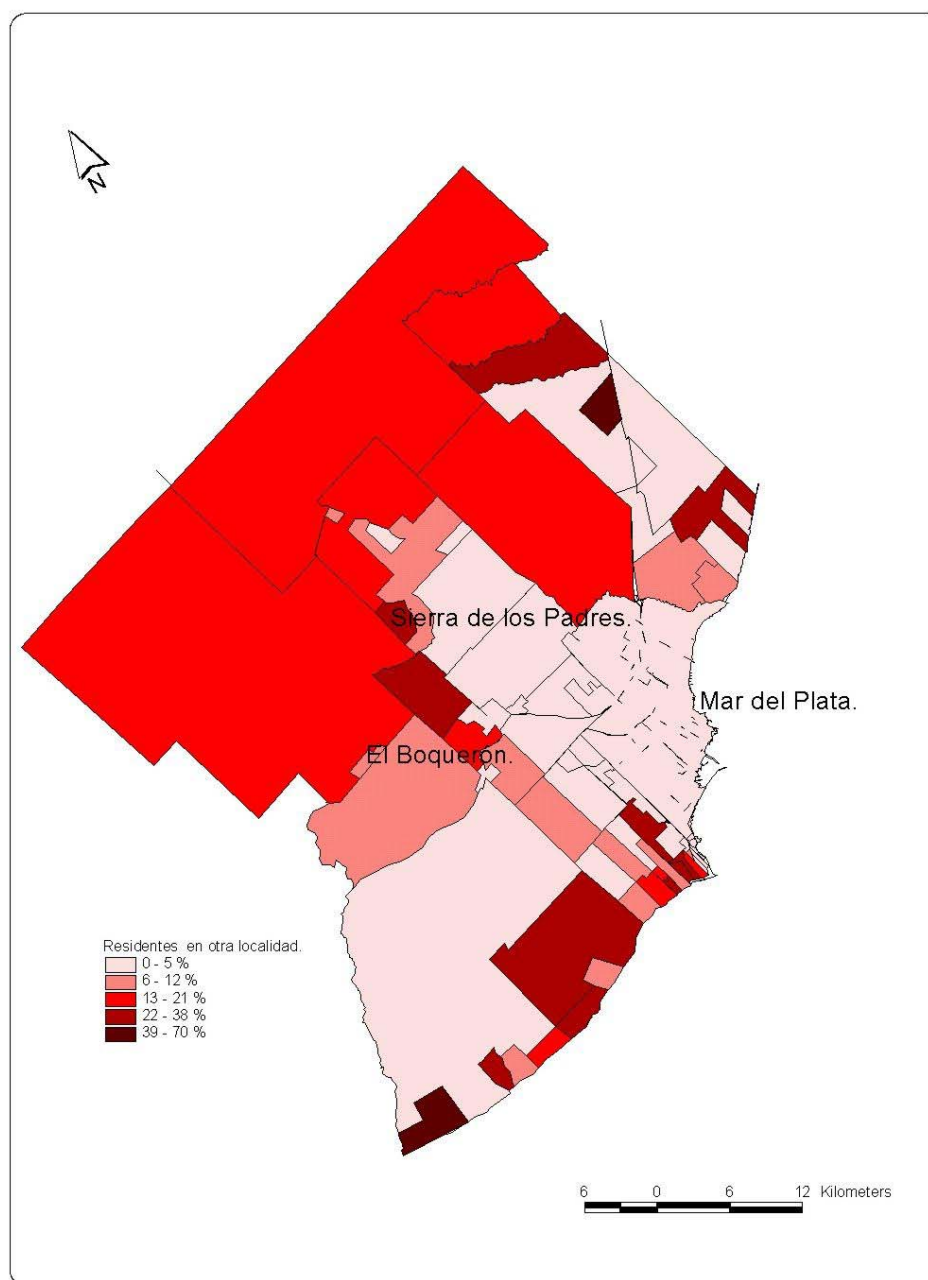 N
Sierra de los Padres.
Mar del Plata.
El Boquerón.
Residentes en otra localidad.
0 - 5 %
6 - 12 %
13 - 21 %
22 - 38 %
39 - 70 %
6 0 6 12 Kilometers